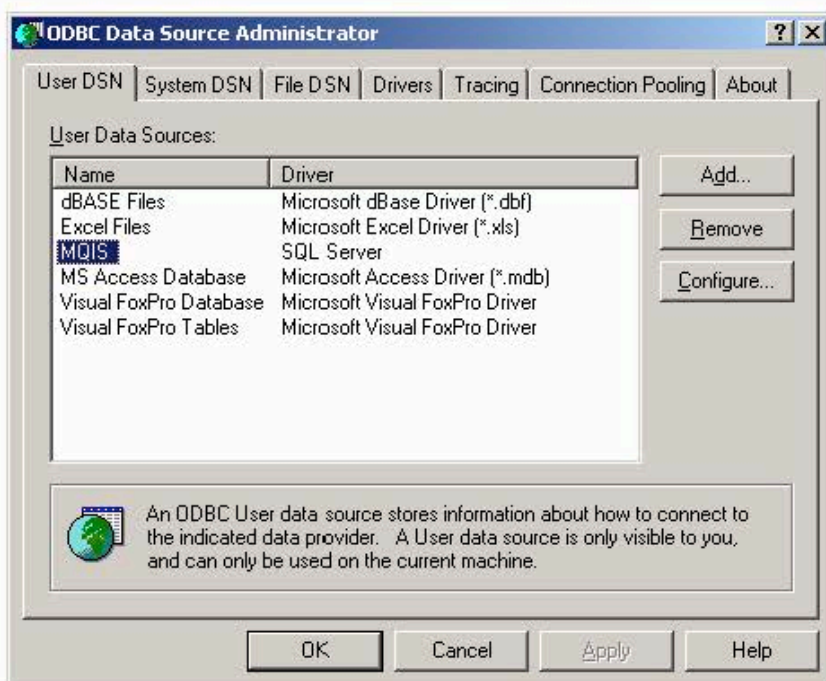 ODBC Data Source Administrator
User DSN System DSN File DSN Drivers Tracing Connection Pooling About
User Data Sources:
Name Driver
dBASE Files Microsoft dBase Driver (*.dbf)
Excel Files Microsoft Excel Driver (*.xls)
MQIS SQL Server
MS Access Database Microsoft Access Driver (*.mdb)
Visual FoxPro Database Microsoft Visual FoxPro Driver
Visual FoxPro Tables Microsoft Visual FoxPro Driver
Add...
Remove
Configure...
An ODBC User data source stores information about how to connect to
the indicated data provider. A User data source is only visible to you,
and can only be used on the current machine.
OK Cancel Apply Help